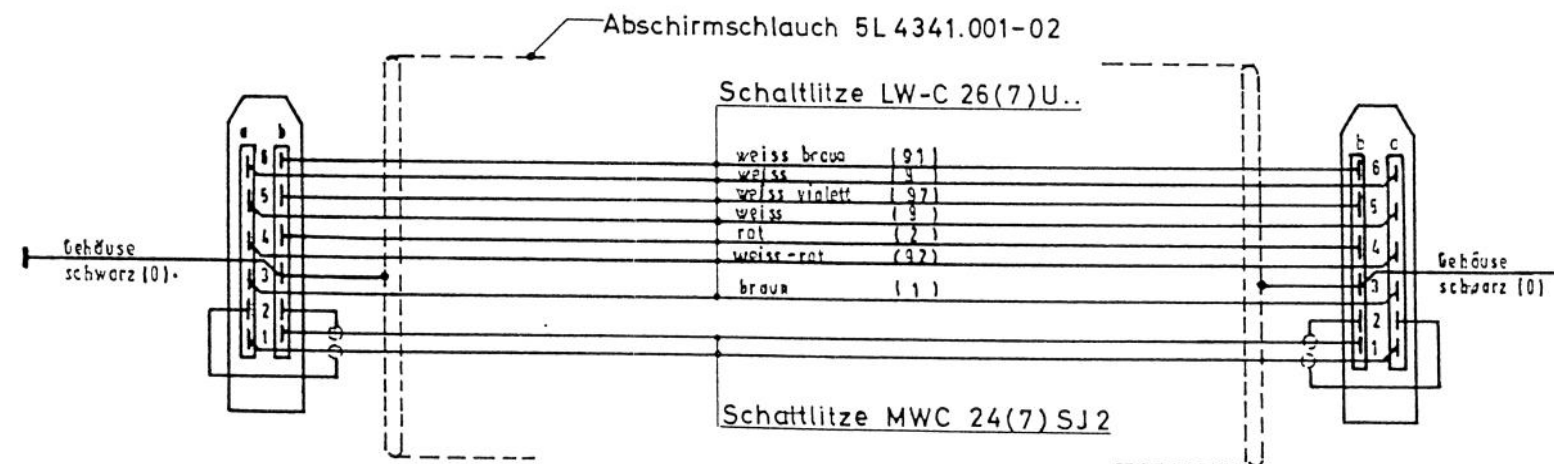 Abschirmschlauch 5L 4341.001-02
Schaltlitze LW-C 26(7)U..
a b
b c
6
5
4
3
2
1
weiss braun (91)
weiss (9)
weiss violett (97)
weiss (9)
rot (2)
weiss-rot (92)
braun (1)
6
5
4
3
2
1
Gehäuse
schwarz (0).
Gehäuse
schwarz (0)
Schaltlitze MWC 24(7) SJ2